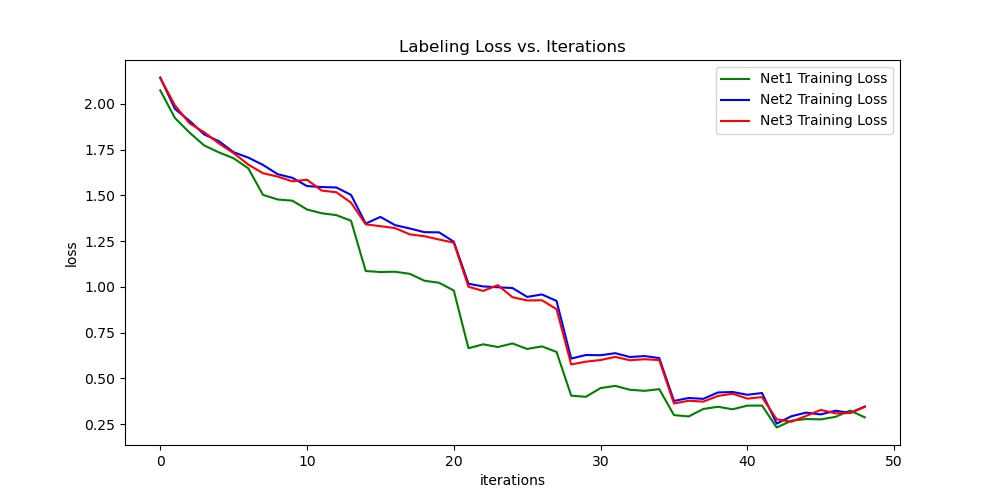 Labeling Loss vs. Iterations
Net1 Training Loss
Net2 Training Loss
Net3 Training Loss
2.00
1.75
1.50
1.25
1.00
0.75
0.50
0.25
loss
0 10 20 30 40 50
iterations